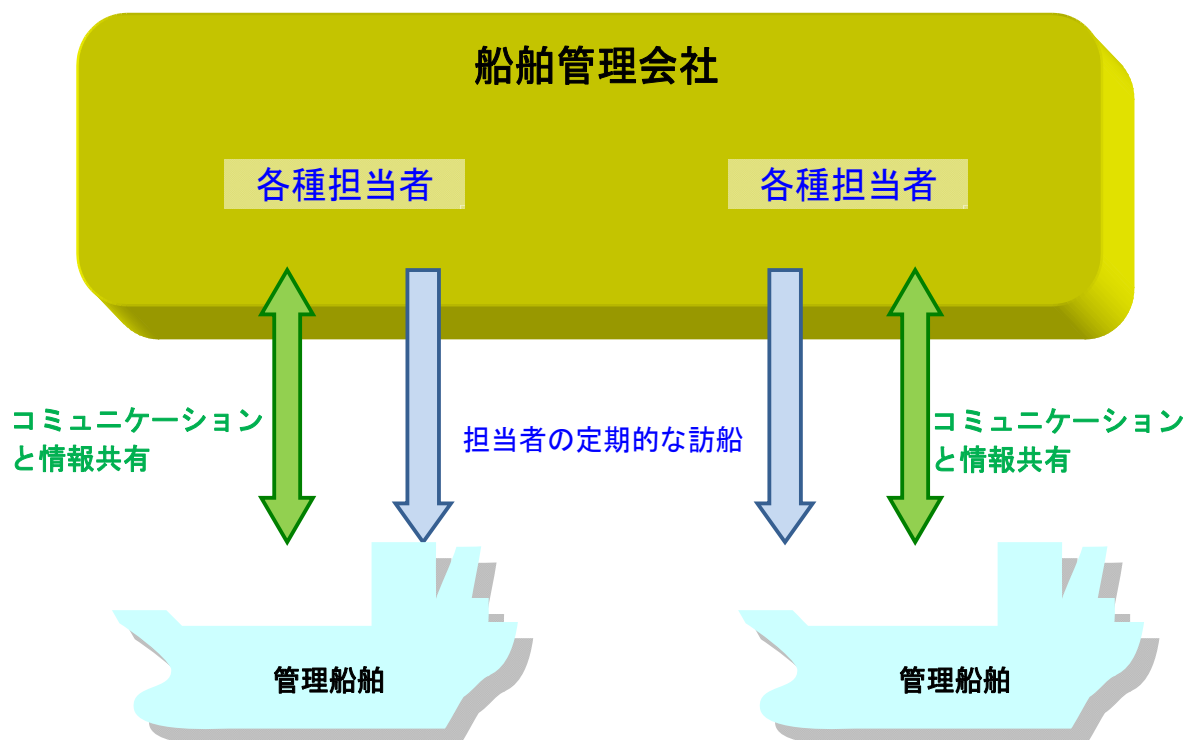 船舶管理会社
各種担当者
各種担当者
コミュニケーション
と情報共有
担当者の定期的な訪船
コミュニケーション
と情報共有
管理船舶
管理船舶